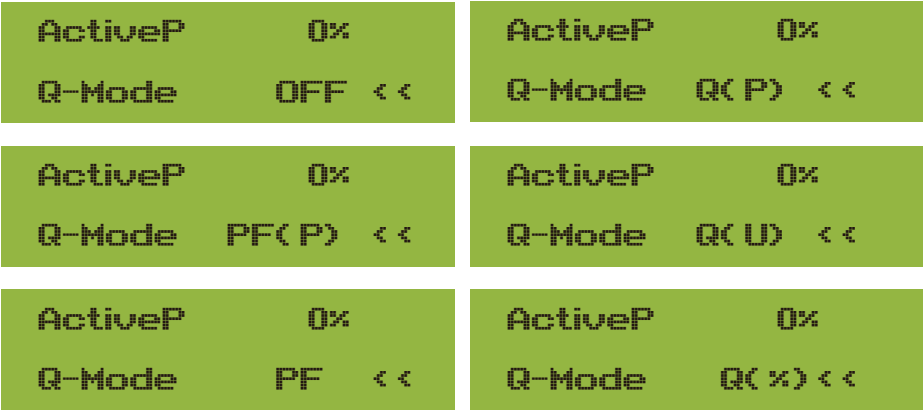 ActiveP 0%
Q-Mode OFF <<
ActiveP 0%
Q-Mode Q(P) <<
ActiveP 0%
Q-Mode PF(P) <<
ActiveP 0%
Q-Mode Q(U) <<
ActiveP 0%
Q-Mode PF <<
ActiveP 0%
Q-Mode Q(%) <<